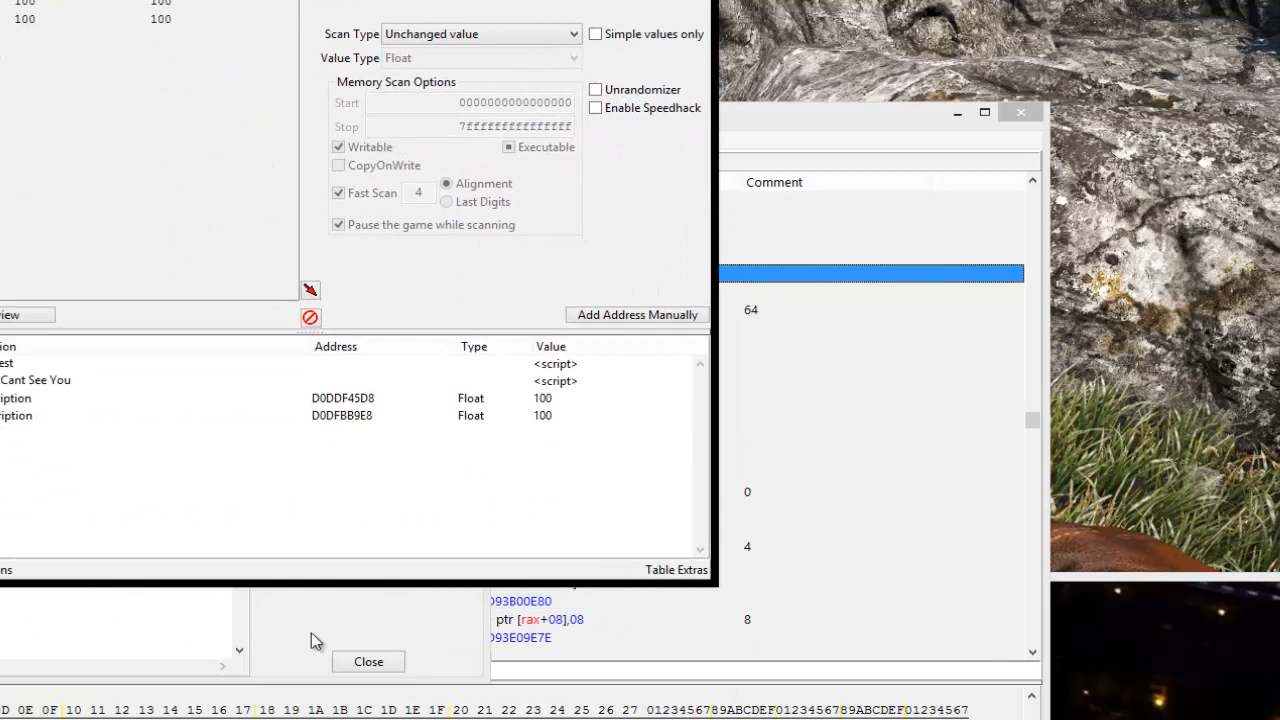 100 100
100 100
Scan Type Unchanged value Simple values only
Value Type Float
Memory Scan Options
Unrandomizer
Start 0000000000000000
Enable Speedhack
Stop 7fffffffffffffff
Writable Executable
CopyOnWrite
Fast Scan 4 Alignment
Last Digits
Pause the game while scanning
iew Add Address Manually
ion Address Type Value
est <script>
Cant See You <script>
iption D0DDF45D8 Float 100
ription D0DFBB9E8 Float 100
ns Table Extras
Close
Comment
64
0
4
D93B00E80
ptr [rax+08],08 8
D93E09E7E
D 0E 0F 10 11 12 13 14 15 16 17 18 19 1A 1B 1C 1D 1E 1F 20 21 22 23 24 25 26 27 0123456789ABCDEF0123456789ABCDEF01234567